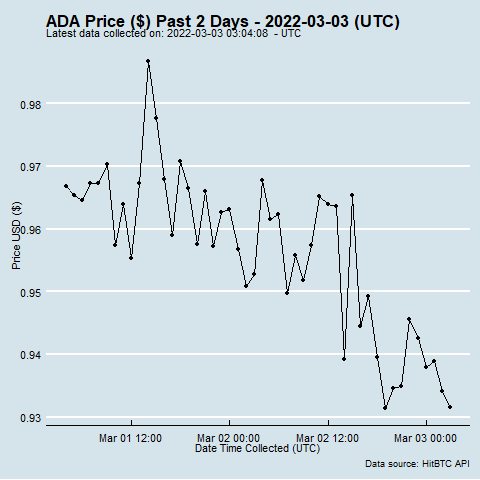 ADA Price ($) Past 2 Days - 2022-03-03 (UTC)
Latest data collected on: 2022-03-03 03:04:08  - UTC
Price USD ($)
0.98
0.97
0.96
0.95
0.94
0.93
Mar 01 12:00 Mar 02 00:00 Mar 02 12:00 Mar 03 00:00
Date Time Collected (UTC)
Data source: HitBTC API